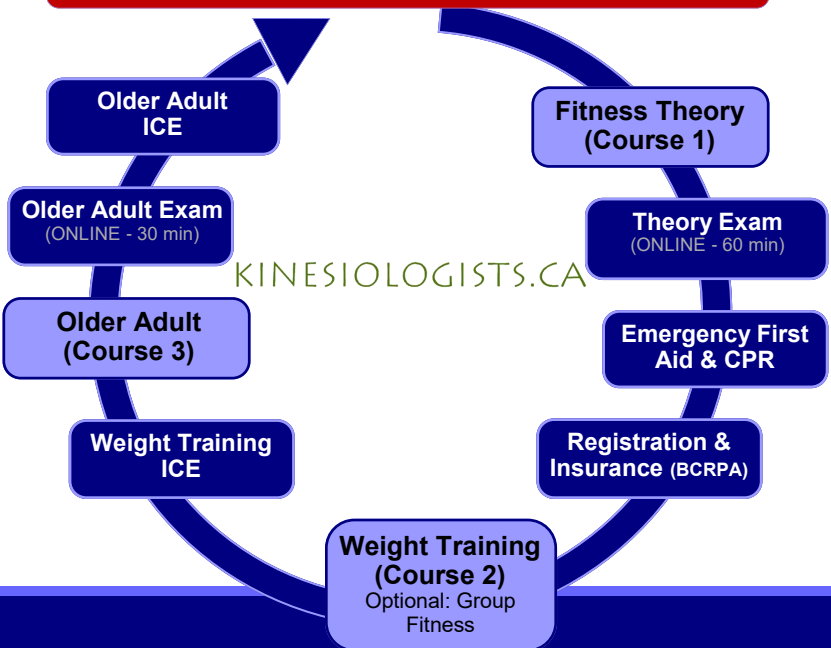 Fitness Theory
(Course 1)
Theory Exam
(ONLINE - 60 min)
Emergency First
Aid & CPR
Registration &
Insurance (BCRPA)
Weight Training
(Course 2)
Optional: Group
Fitness
Weight Training
ICE
Older Adult
(Course 3)
Older Adult Exam
(ONLINE - 30 min)
Older Adult
ICE
KINESIOLOGISTS.CA